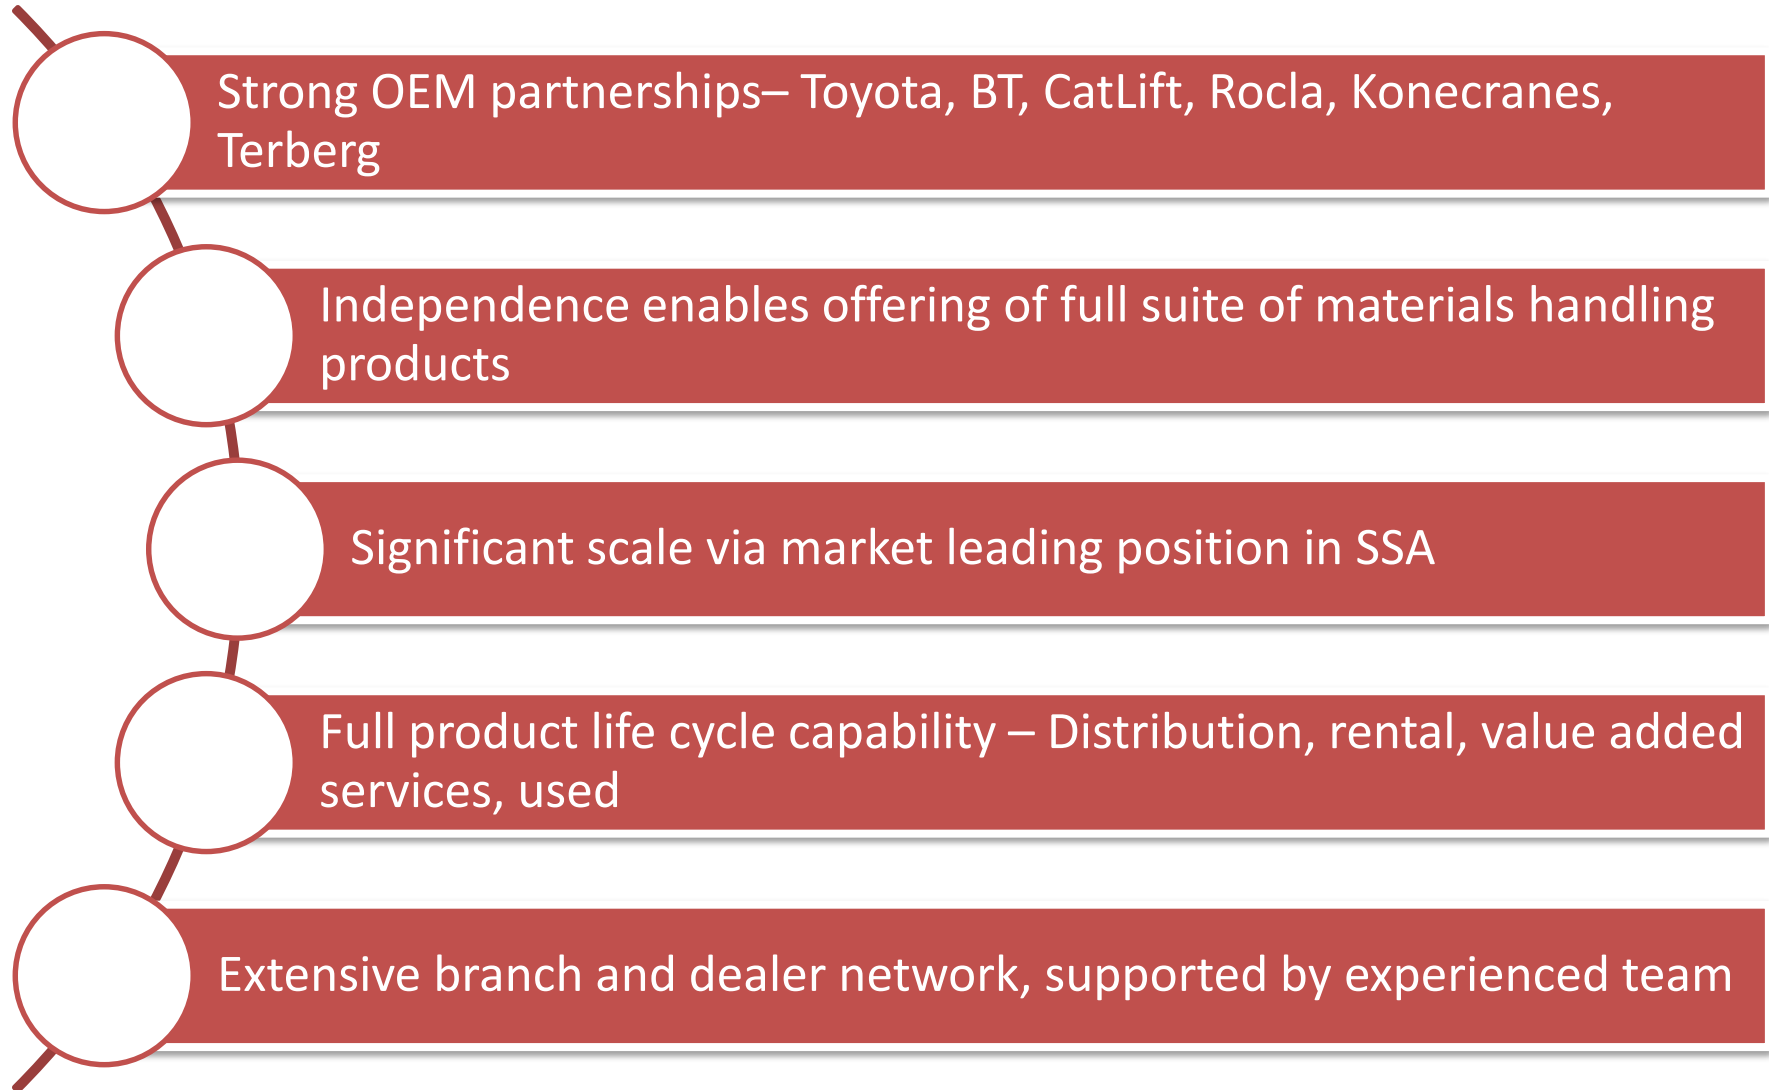 Strong OEM partnerships– Toyota, BT, CatLift, Rocla, Konecranes,
Terberg
Independence enables offering of full suite of materials handling
products
Significant scale via market leading position in SSA
Full product life cycle capability – Distribution, rental, value added
services, used
Extensive branch and dealer network, supported by experienced team